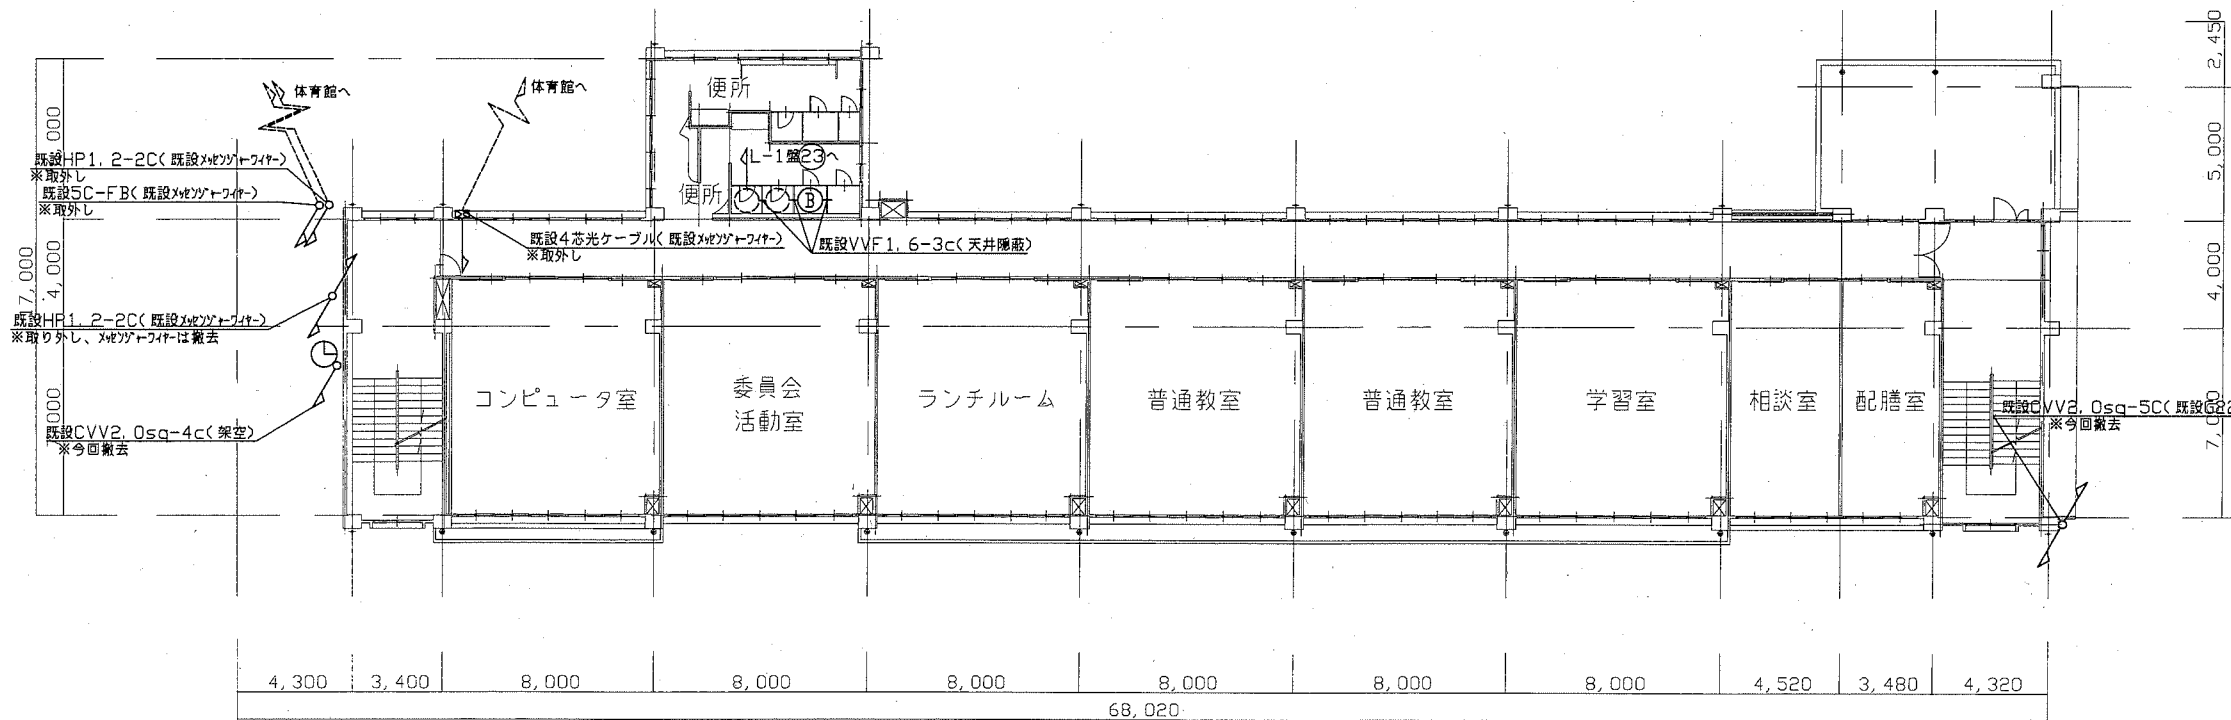 2,450
体育館へ
体育館へ
便所
5,000
既設HP1.2-2C(既設メッセンジャーワイヤー)
※取外し
L-1盤23へ
既設5C-FB(既設メッセンジャーワイヤー)
※取外し
便所
B
既設4芯光ケーブル(既設メッセンジャーワイヤー)
※取外し
既設VVF1.6-3c(天井隠蔽)
4,000
4,000
既設HP1.2-2C(既設メッセンジャーワイヤー)
※取り外し、メッセンジャーワイヤーは撤去
コンピュータ室
委員会
活動室
ランチルーム
普通教室
普通教室
学習室
相談室
配膳室
既設CVV2.0sq-5C(既設G22
※今回撤去
7,000
既設CVV2.0sq-4c(架空)
※今回撤去
4,300
3,400
8,000
8,000
8,000
8,000
8,000
8,000
4,520
3,480
4,320
68,020